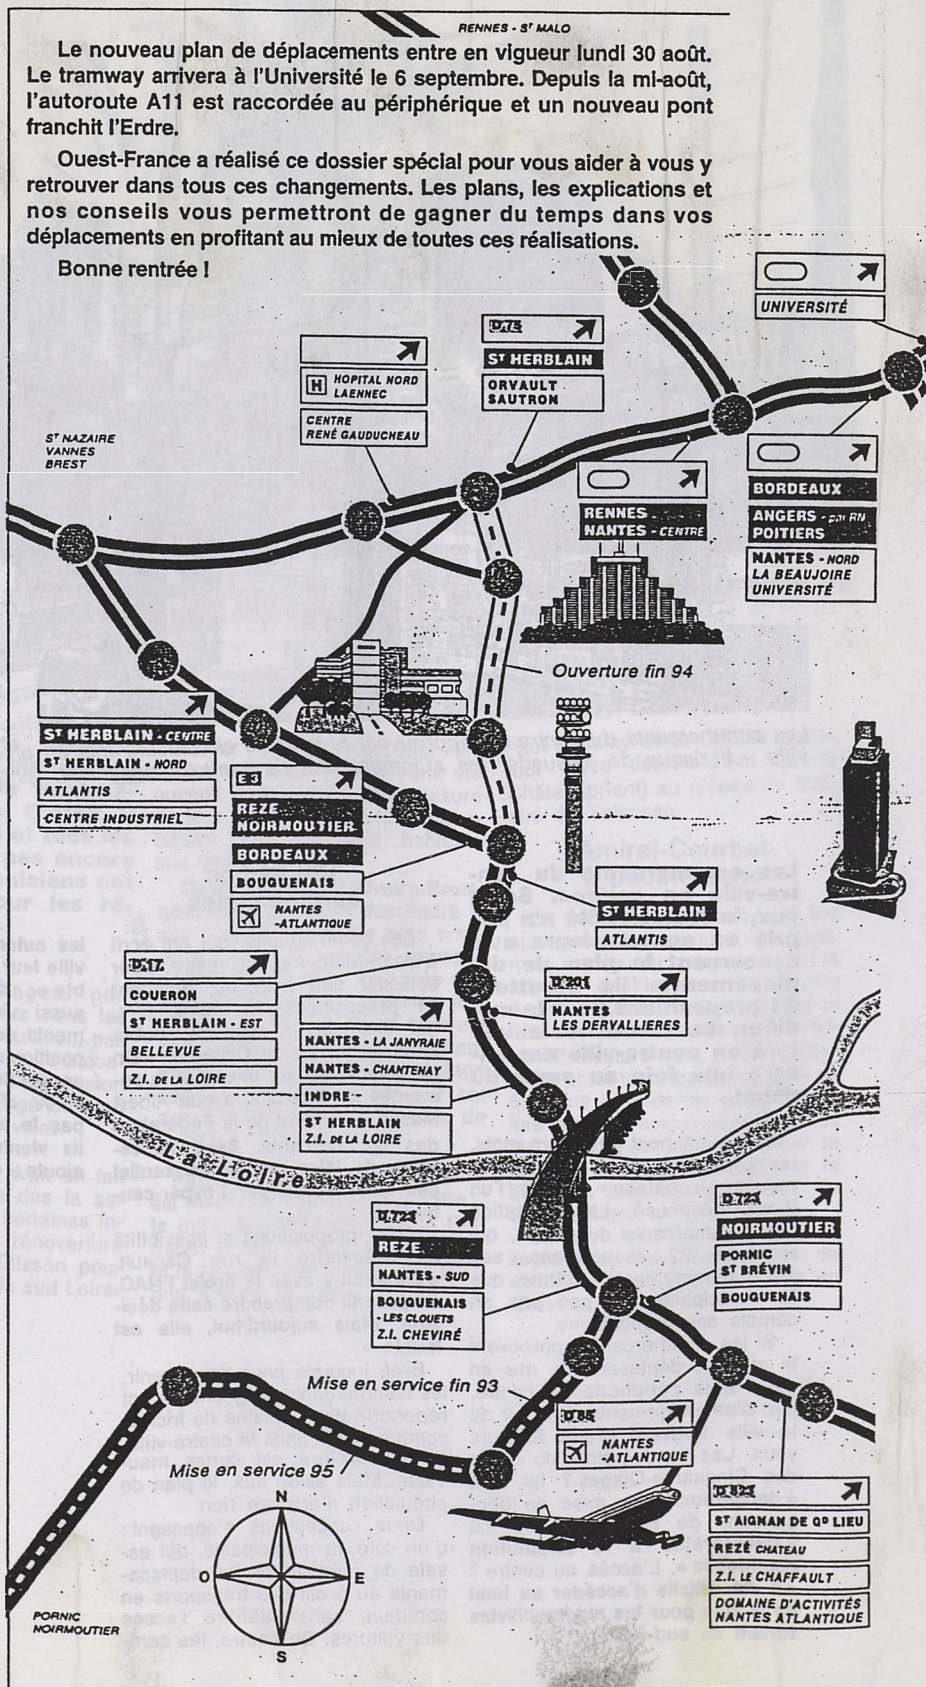 RENNES - Sᵀ MALO
Le nouveau plan de déplacements entre en vigueur lundi 30 août.
Le tramway arrivera à l'Université le 6 septembre. Depuis la mi-août,
l'autoroute A11 est raccordée au périphérique et un nouveau pont
franchit l'Erdre.
Ouest-France a réalisé ce dossier spécial pour vous aider à vous y
retrouver dans tous ces changements. Les plans, les explications et
nos conseils vous permettront de gagner du temps dans vos
déplacements en profitant au mieux de toutes ces réalisations.
Bonne rentrée !
UNIVERSITÉ
D.75
Sᵀ HERBLAIN
ORVAULT
SAUTRON
H HOPITAL NORD
LAENNEC
CENTRE
RENÉ GAUDUCHEAU
Sᵀ NAZAIRE
VANNES
BREST
RENNES
NANTES - CENTRE
BORDEAUX
ANGERS - par RN
POITIERS
NANTES - NORD
LA BEAUJOIRE
UNIVERSITÉ
Ouverture fin 94
Sᵀ HERBLAIN - CENTRE
Sᵀ HERBLAIN - NORD
ATLANTIS
CENTRE INDUSTRIEL
REZE
NOIRMOUTIER
BORDEAUX
BOUQUENAIS
NANTES
-ATLANTIQUE
Sᵀ HERBLAIN
ATLANTIS
D.17
COUERON
Sᵀ HERBLAIN - EST
BELLEVUE
Z.I. DE LA LOIRE
D.201
NANTES
LES DERVALLIERES
NANTES - LA JANVRAIE
NANTES - CHANTENAY
INDRE
Sᵀ HERBLAIN
Z.I. DE LA LOIRE
La Loire
D.723
REZE
NANTES - SUD
BOUQUENAIS
- LES CLOUETS
Z.I. CHEVIRÉ
D.723
NOIRMOUTIER
PORNIC
Sᵀ BRÉVIN
BOUQUENAIS
Mise en service fin 93
D.85
NANTES
-ATLANTIQUE
Mise en service 95
D.823
Sᵀ AIGNAN DE Gᴰ LIEU
REZÉ CHATEAU
Z.I. LE CHAFFAULT
DOMAINE D'ACTIVITÉS
NANTES ATLANTIQUE
N
O
E
S
PORNIC
NOIRMOUTIER